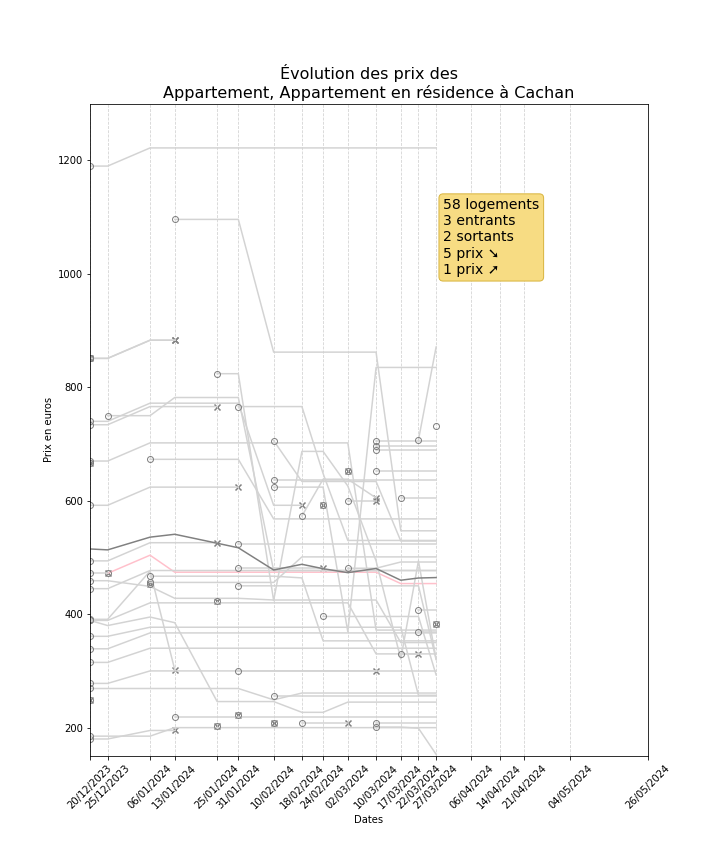 Évolution des prix des
Appartement, Appartement en résidence à Cachan
58 logements
3 entrants
2 sortants
5 prix ➘
1 prix ➚
Prix en euros
1200
1000
800
600
400
200
20/12/2023
25/12/2023
06/01/2024
13/01/2024
25/01/2024
31/01/2024
10/02/2024
18/02/2024
24/02/2024
02/03/2024
10/03/2024
17/03/2024
22/03/2024
27/03/2024
06/04/2024
14/04/2024
21/04/2024
04/05/2024
26/05/2024
Dates